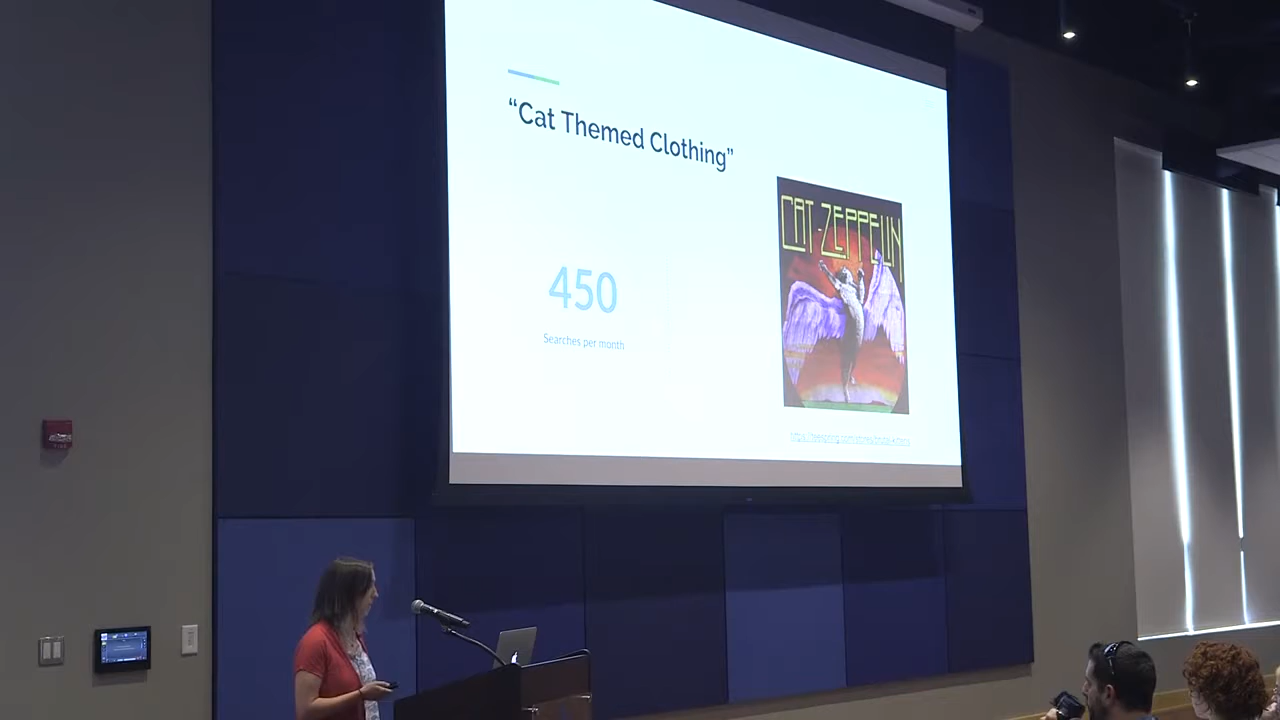 “Cat Themed Clothing”
CAT ZEPPELIN
450
Searches per month